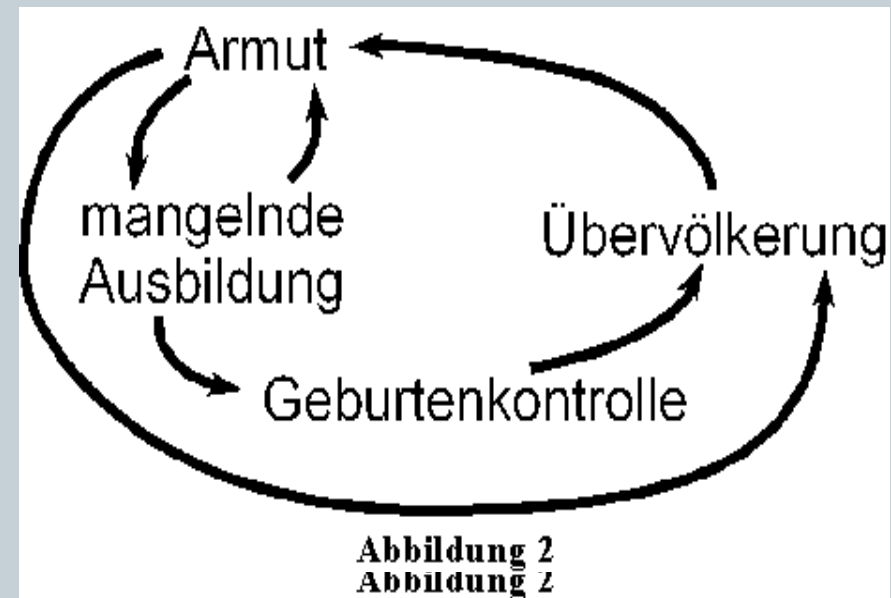 Armut
mangelnde
Ausbildung
Übervölkerung
Geburtenkontrolle
Abbildung 2
Abbildung 2